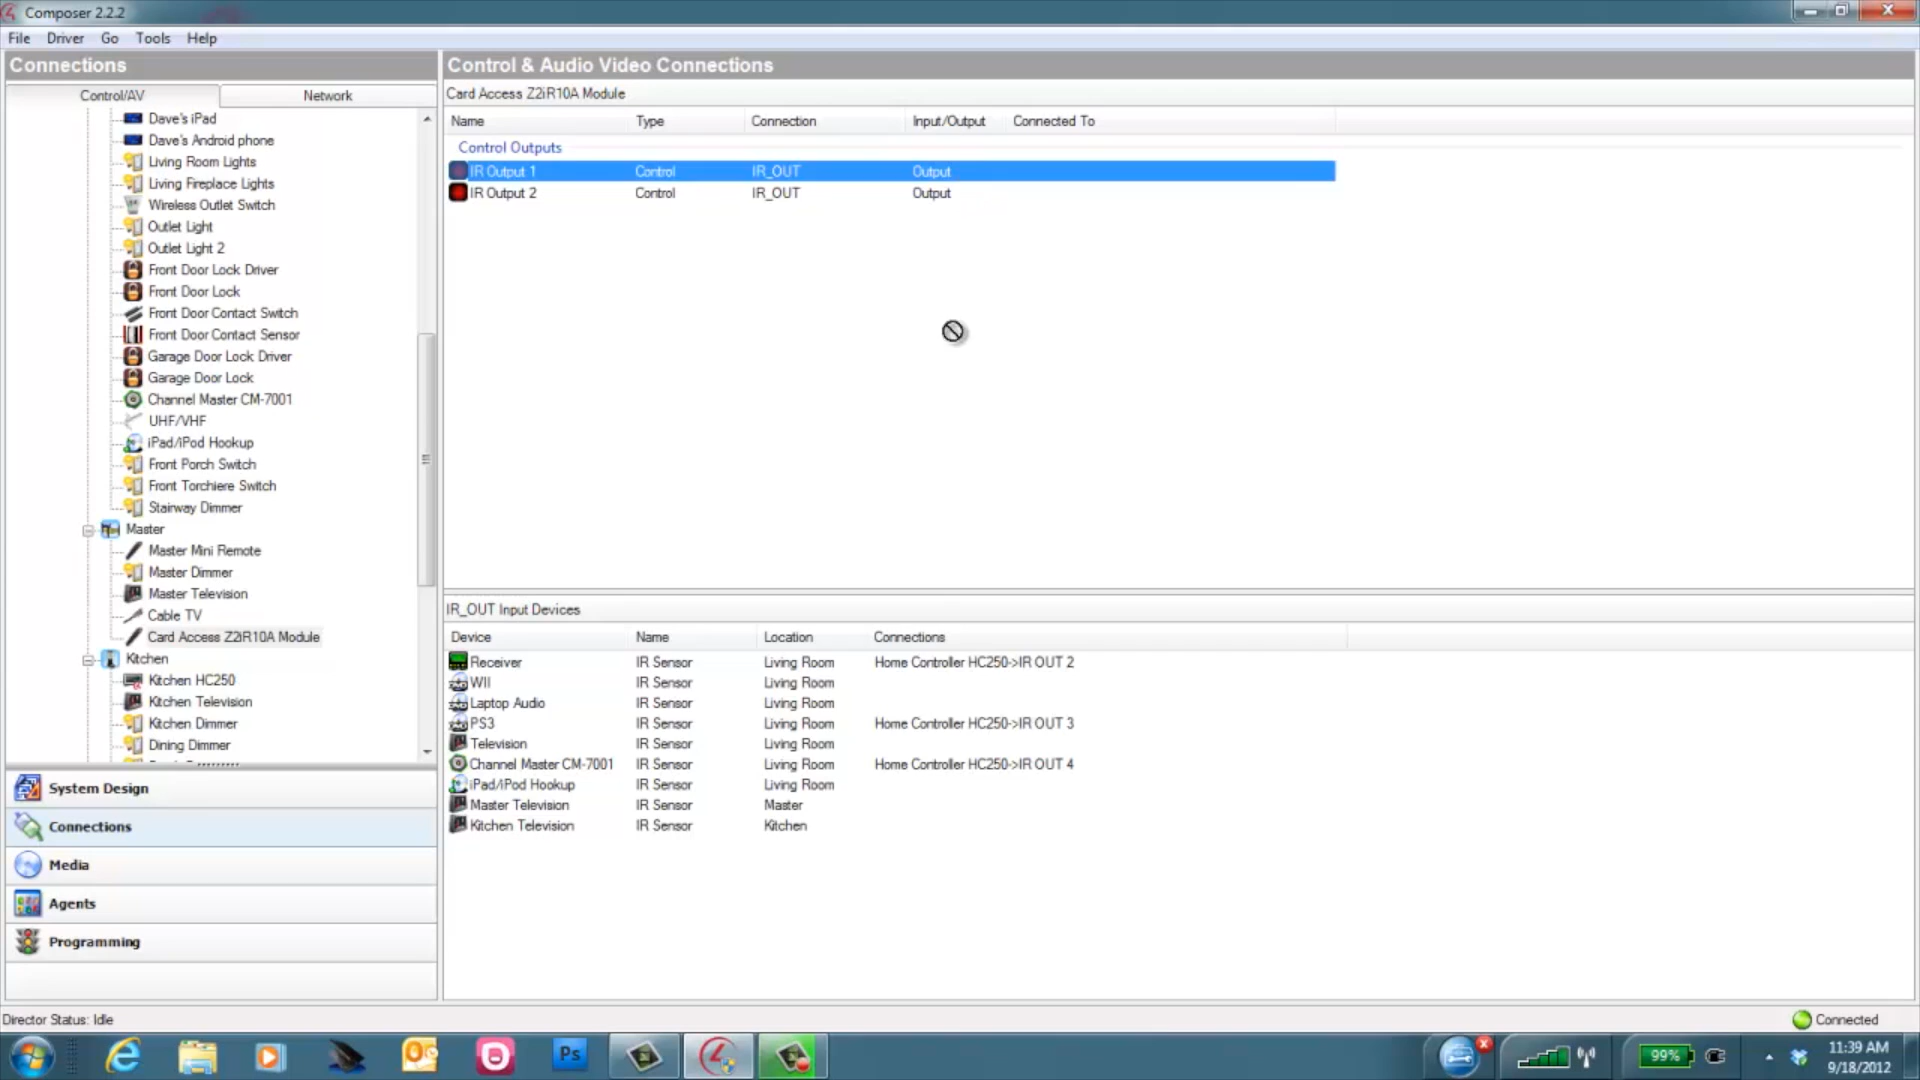 Composer 2.2.2
File Driver Go Tools Help
Connections
Control/AV Network
Dave's iPad
Dave's Android phone
Living Room Lights
Living Fireplace Lights
Wireless Outlet Switch
Outlet Light
Outlet Light 2
Front Door Lock Driver
Front Door Lock
Front Door Contact Switch
Front Door Contact Sensor
Garage Door Lock Driver
Garage Door Lock
Channel Master CM-7001
UHF/VHF
iPad/iPod Hookup
Front Porch Switch
Front Torchiere Switch
Stairway Dimmer
Master
Master Mini Remote
Master Dimmer
Master Television
Cable TV
Card Access Z2iR10A Module
Kitchen
Kitchen HC250
Kitchen Television
Kitchen Dimmer
Dining Dimmer
System Design
Connections
Media
Agents
Programming
Control & Audio Video Connections
Card Access Z2iR10A Module
Name Type Connection Input/Output Connected To
Control Outputs
IR Output 1 Control IR_OUT Output
IR Output 2 Control IR_OUT Output
IR_OUT Input Devices
Device Name Location Connections
Receiver IR Sensor Living Room Home Controller HC250->IR OUT 2
WII IR Sensor Living Room
Laptop Audio IR Sensor Living Room
PS3 IR Sensor Living Room Home Controller HC250->IR OUT 3
Television IR Sensor Living Room
Channel Master CM-7001 IR Sensor Living Room Home Controller HC250->IR OUT 4
iPad/iPod Hookup IR Sensor Living Room
Master Television IR Sensor Master
Kitchen Television IR Sensor Kitchen
Director Status: Idle
Connected
Ps
99%
11:39 AM
9/18/2012